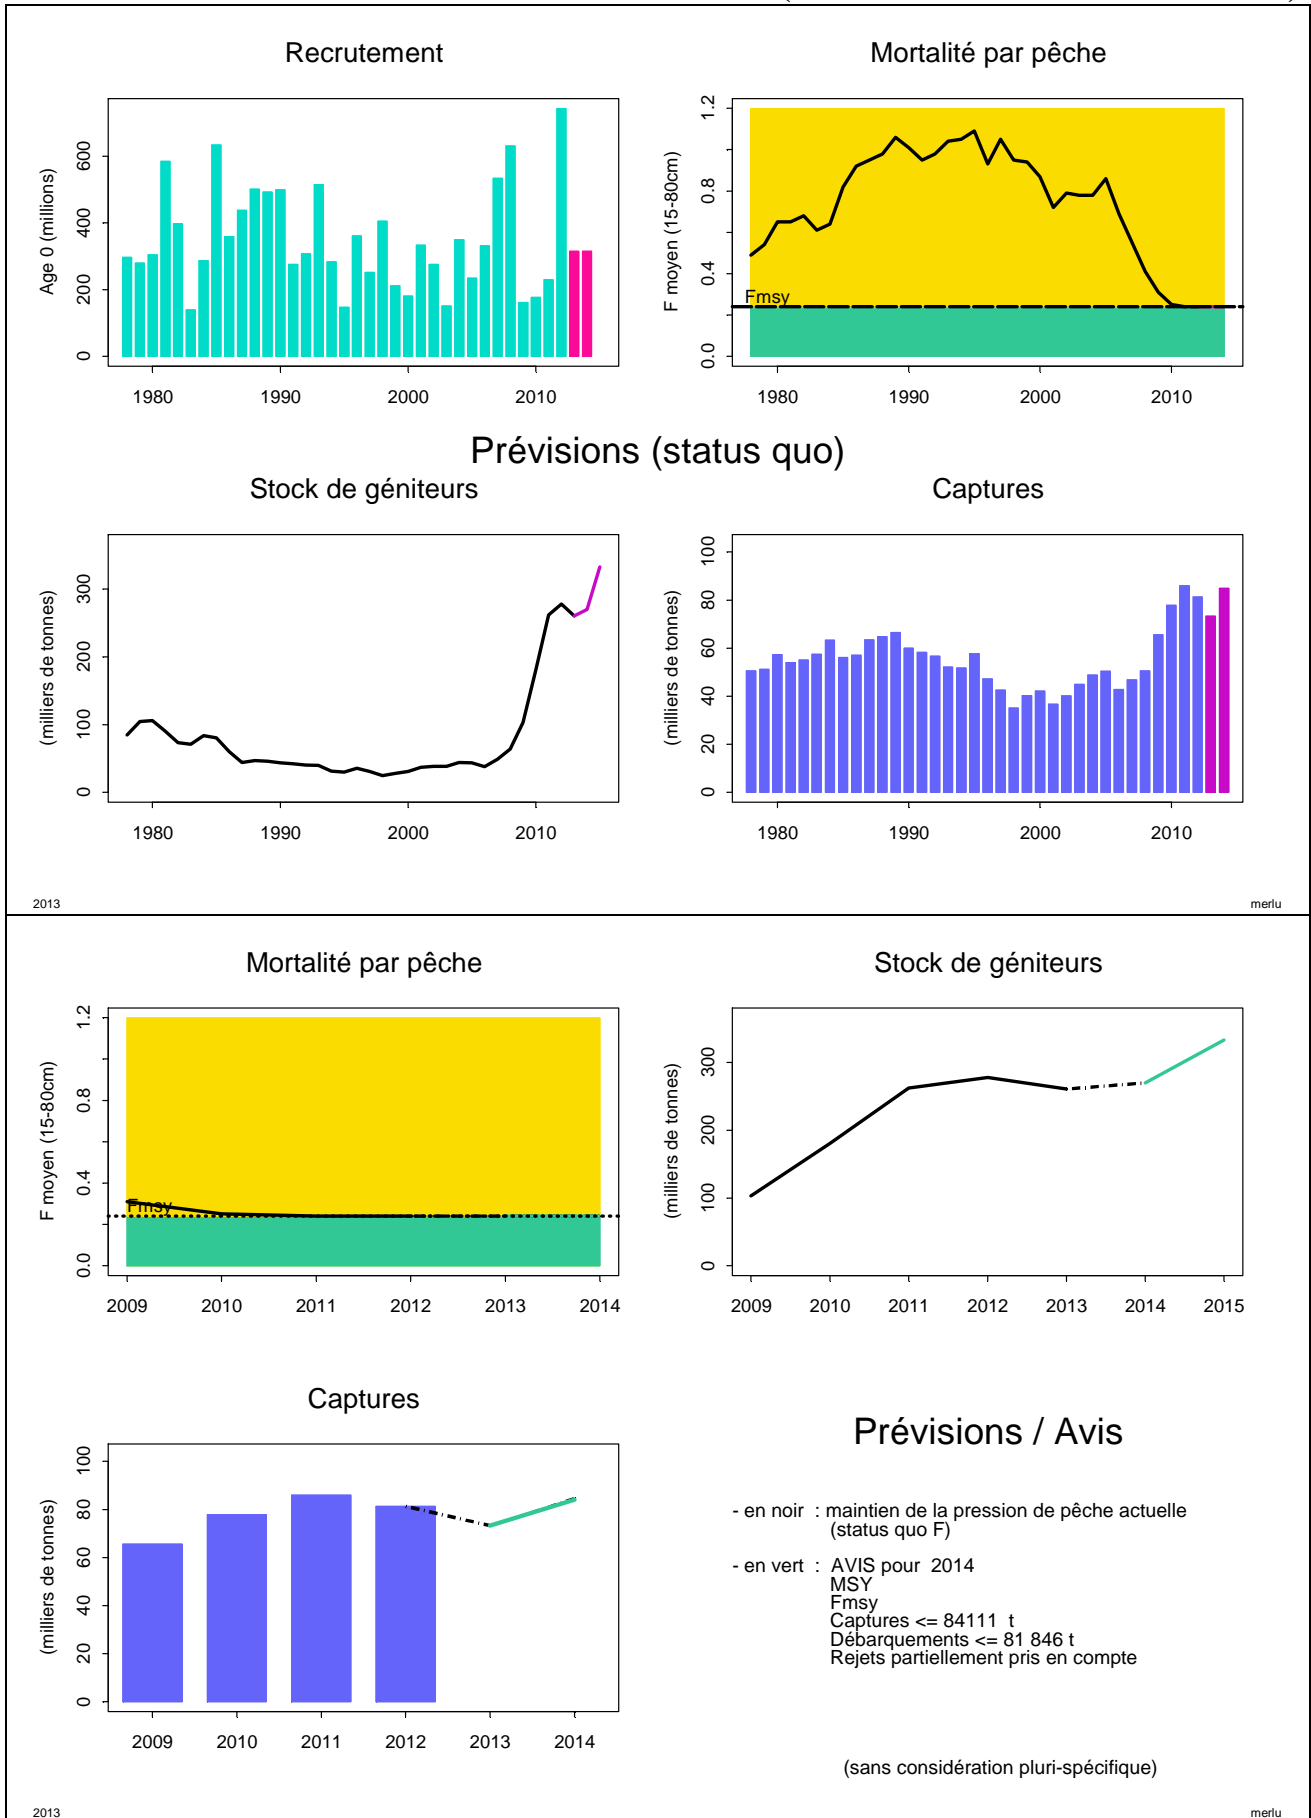 Recrutement
Age 0 (millions)
0 200 400 600
1980 1990 2000 2010
Mortalité par pêche
F moyen (15-80cm)
0.0 0.4 0.8 1.2
Fmsy
1980 1990 2000 2010
Prévisions (status quo)
Stock de géniteurs
(milliers de tonnes)
0 100 200 300
1980 1990 2000 2010
Captures
(milliers de tonnes)
0 20 40 60 80 100
1980 1990 2000 2010
2013
merlu
Mortalité par pêche
F moyen (15-80cm)
0.0 0.4 0.8 1.2
Fmsy
2009 2010 2011 2012 2013 2014
Stock de géniteurs
(milliers de tonnes)
0 100 200 300
2009 2010 2011 2012 2013 2014 2015
Captures
(milliers de tonnes)
0 20 40 60 80 100
2009 2010 2011 2012 2013 2014
Prévisions / Avis
- en noir : maintien de la pression de pêche actuelle
(status quo F)
- en vert : AVIS pour 2014
MSY
Fmsy
Captures <= 84111 t
Débarquements <= 81 846 t
Rejets partiellement pris en compte
(sans considération pluri-spécifique)
2013
merlu